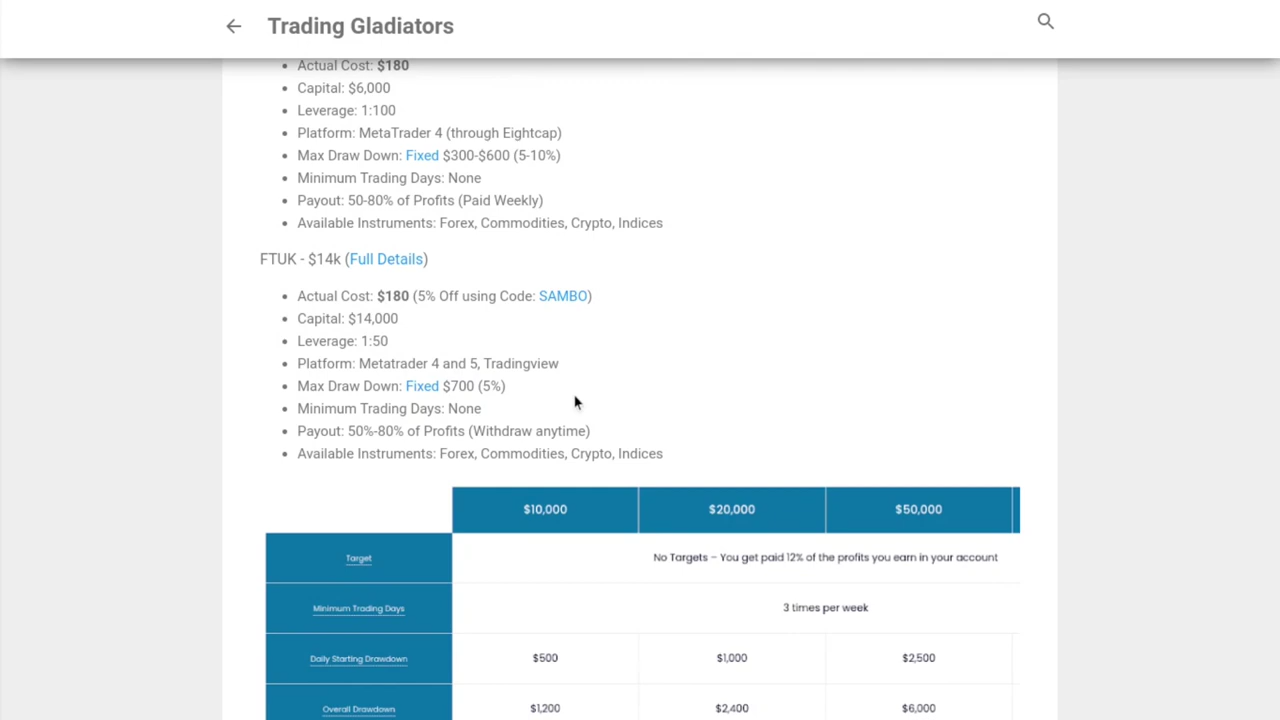 Trading Gladiators
Actual Cost: $180
Capital: $6,000
Leverage: 1:100
Platform: MetaTrader 4 (through Eightcap)
Max Draw Down: Fixed $300-$600 (5-10%)
Minimum Trading Days: None
Payout: 50-80% of Profits (Paid Weekly)
Available Instruments: Forex, Commodities, Crypto, Indices
FTUK - $14k (Full Details)
Actual Cost: $180 (5% Off using Code: SAMBO)
Capital: $14,000
Leverage: 1:50
Platform: Metatrader 4 and 5, Tradingview
Max Draw Down: Fixed $700 (5%)
Minimum Trading Days: None
Payout: 50%-80% of Profits (Withdraw anytime)
Available Instruments: Forex, Commodities, Crypto, Indices
$10,000 $20,000 $50,000
Target No Targets – You get paid 12% of the profits you earn in your account
Minimum Trading Days 3 times per week
Daily Starting Drawdown $500 $1,000 $2,500
Overall Drawdown $1,200 $2,400 $6,000